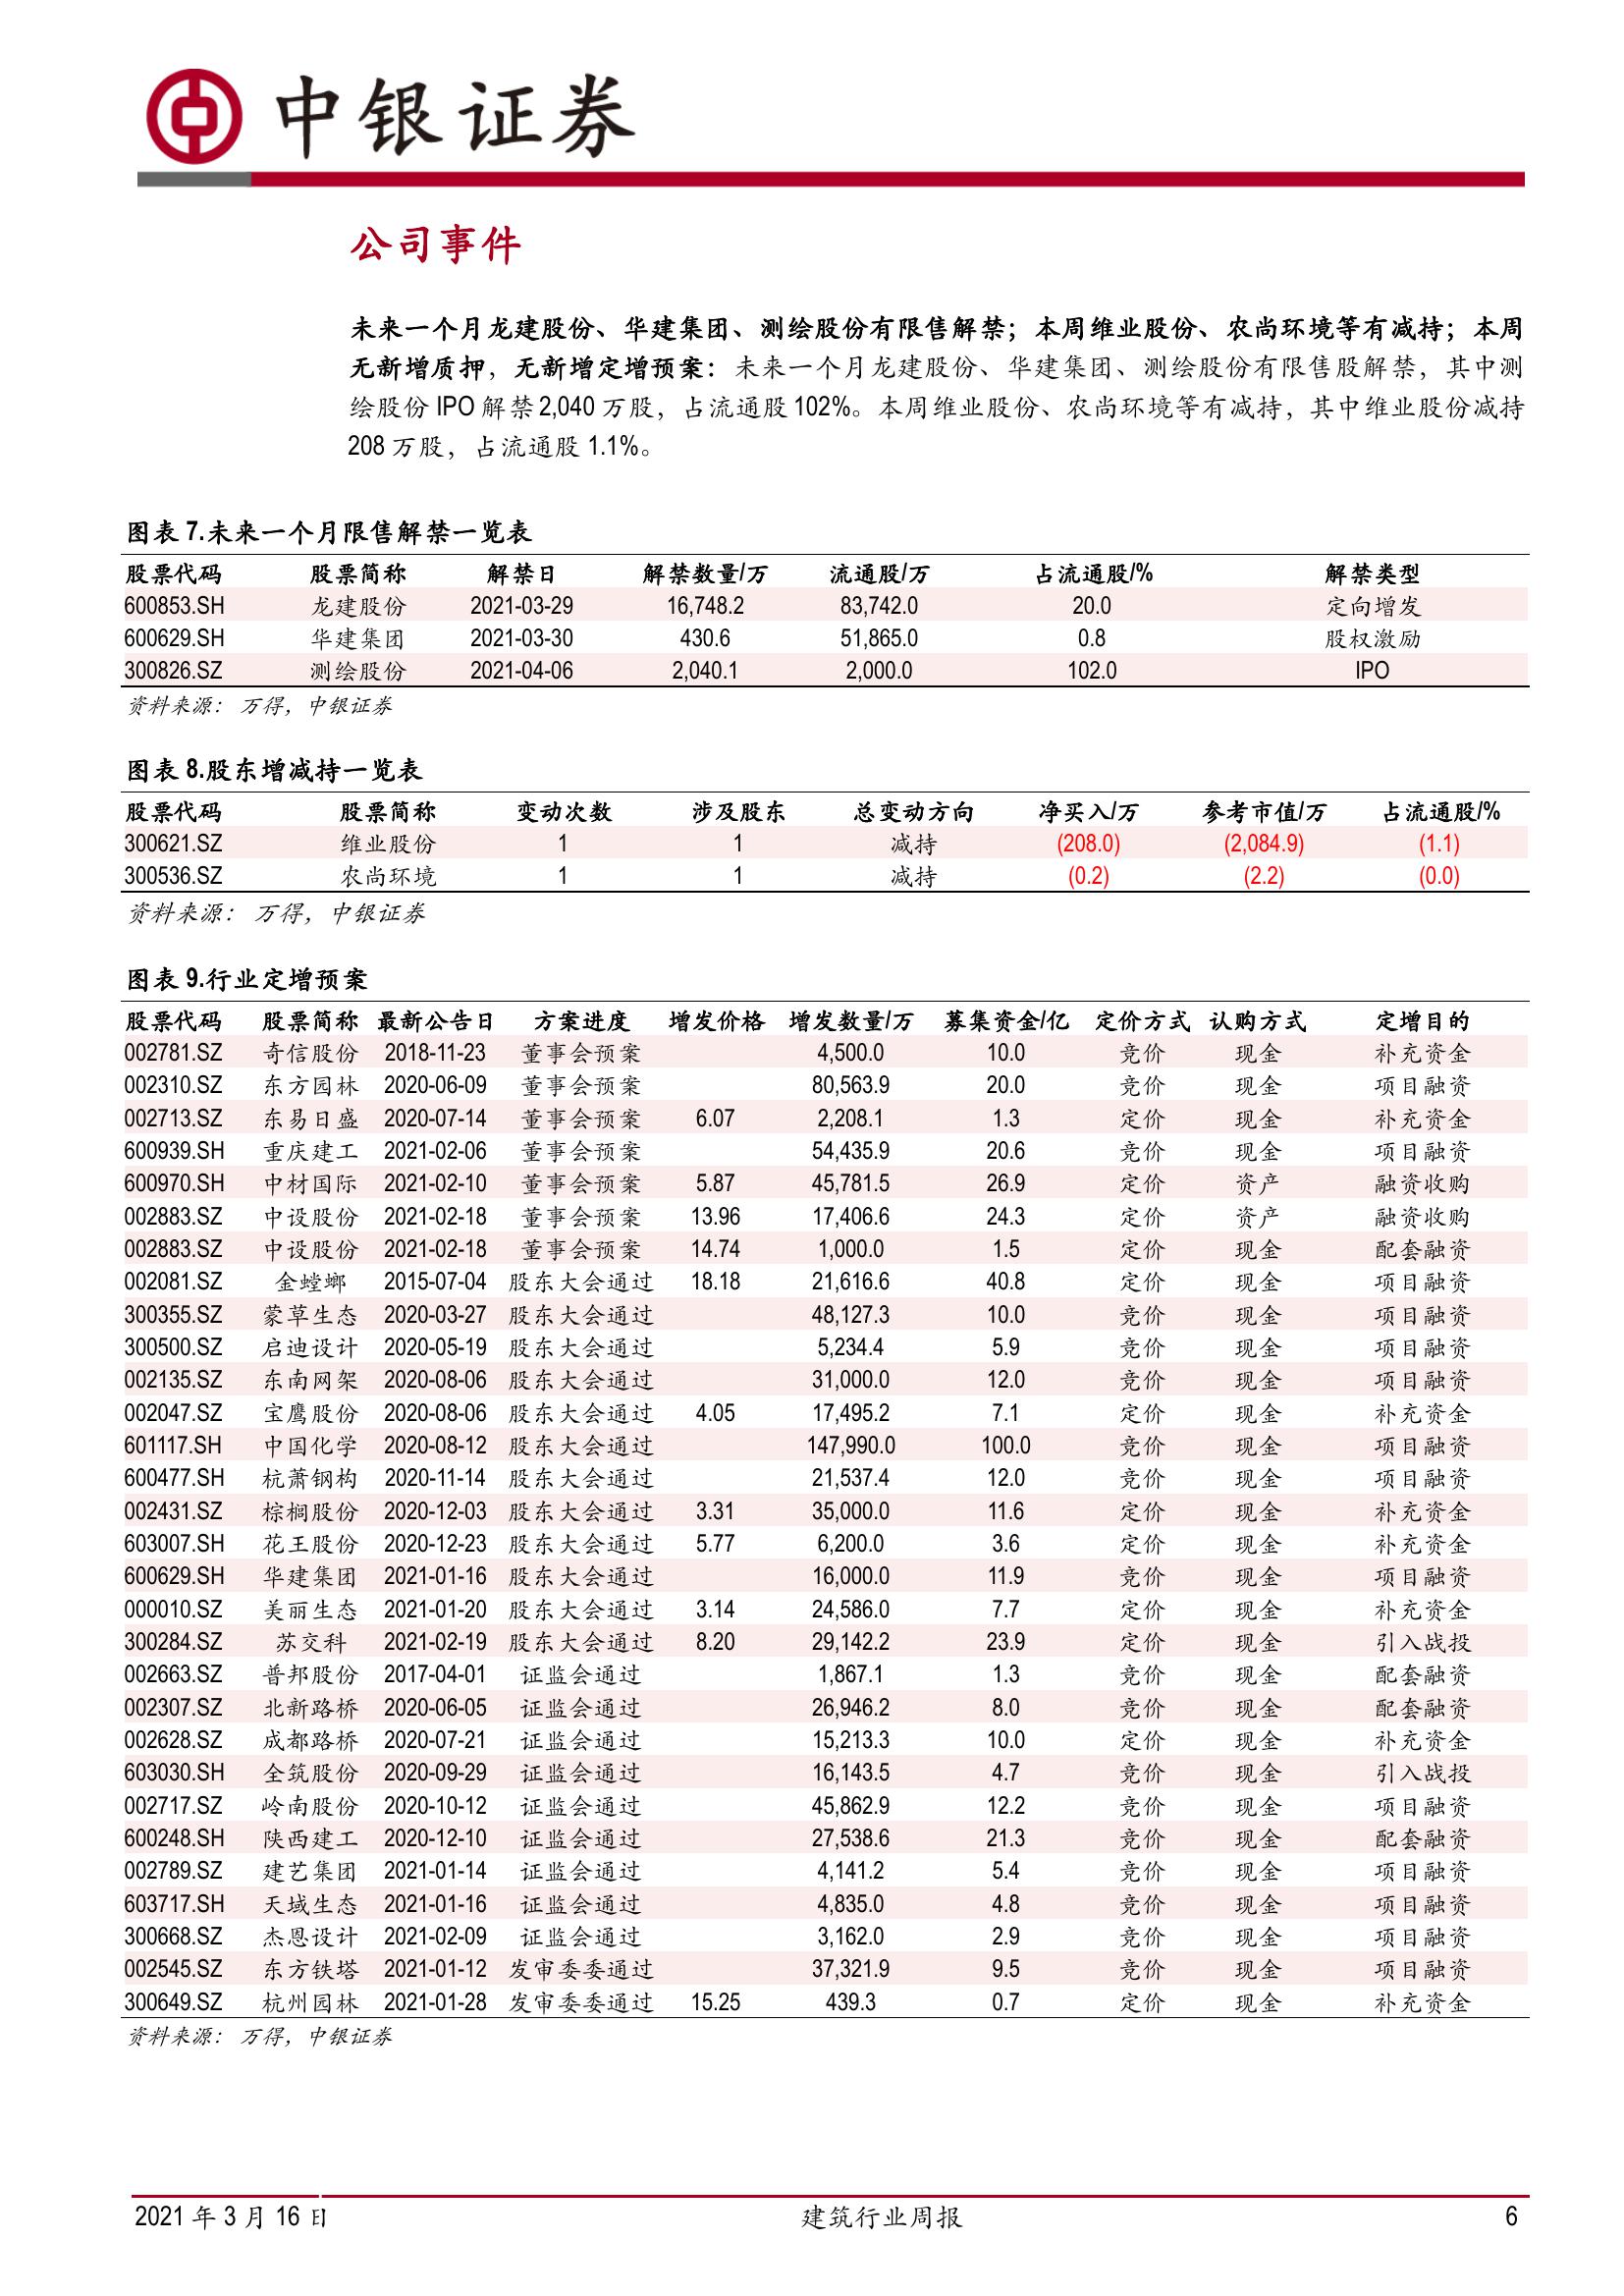 中银证券
公司事件
未来一个月龙建股份、华建集团、测绘股份有限售解禁；本周维业股份、农尚环境等有减持；本周
无新增质押，无新增定增预案：未来一个月龙建股份、华建集团、测绘股份有限售股解禁，其中测
绘股份 IPO 解禁 2,040 万股，占流通股 102%。本周维业股份、农尚环境等有减持，其中维业股份减持
208 万股，占流通股 1.1%。
图表 7.未来一个月限售解禁一览表
股票代码 股票简称 解禁日 解禁数量/万 流通股/万 占流通股/% 解禁类型
600853.SH 龙建股份 2021-03-29 16,748.2 83,742.0 20.0 定向增发
600629.SH 华建集团 2021-03-30 430.6 51,865.0 0.8 股权激励
300826.SZ 测绘股份 2021-04-06 2,040.1 2,000.0 102.0 IPO
资料来源：万得，中银证券
图表 8.股东增减持一览表
股票代码 股票简称 变动次数 涉及股东 总变动方向 净买入/万 参考市值/万 占流通股/%
300621.SZ 维业股份 1 1 减持 (208.0) (2,084.9) (1.1)
300536.SZ 农尚环境 1 1 减持 (0.2) (2.2) (0.0)
资料来源：万得，中银证券
图表 9.行业定增预案
股票代码 股票简称 最新公告日 方案进度 增发价格 增发数量/万 募集资金/亿 定价方式 认购方式 定增目的
002781.SZ 奇信股份 2018-11-23 董事会预案 4,500.0 10.0 竞价 现金 补充资金
002310.SZ 东方园林 2020-06-09 董事会预案 80,563.9 20.0 竞价 现金 项目融资
002713.SZ 东易日盛 2020-07-14 董事会预案 6.07 2,208.1 1.3 定价 现金 补充资金
600939.SH 重庆建工 2021-02-06 董事会预案 54,435.9 20.6 竞价 现金 项目融资
600970.SH 中材国际 2021-02-10 董事会预案 5.87 45,781.5 26.9 定价 资产 融资收购
002883.SZ 中设股份 2021-02-18 董事会预案 13.96 17,406.6 24.3 定价 资产 融资收购
002883.SZ 中设股份 2021-02-18 董事会预案 14.74 1,000.0 1.5 定价 现金 配套融资
002081.SZ 金螳螂 2015-07-04 股东大会通过 18.18 21,616.6 40.8 定价 现金 项目融资
300355.SZ 蒙草生态 2020-03-27 股东大会通过 48,127.3 10.0 竞价 现金 项目融资
300500.SZ 启迪设计 2020-05-19 股东大会通过 5,234.4 5.9 竞价 现金 项目融资
002135.SZ 东南网架 2020-08-06 股东大会通过 31,000.0 12.0 竞价 现金 项目融资
002047.SZ 宝鹰股份 2020-08-06 股东大会通过 4.05 17,495.2 7.1 定价 现金 补充资金
601117.SH 中国化学 2020-08-12 股东大会通过 147,990.0 100.0 竞价 现金 项目融资
600477.SH 杭萧钢构 2020-11-14 股东大会通过 21,537.4 12.0 竞价 现金 项目融资
002431.SZ 棕榈股份 2020-12-03 股东大会通过 3.31 35,000.0 11.6 定价 现金 补充资金
603007.SH 花王股份 2020-12-23 股东大会通过 5.77 6,200.0 3.6 定价 现金 补充资金
600629.SH 华建集团 2021-01-16 股东大会通过 16,000.0 11.9 竞价 现金 项目融资
000010.SZ 美丽生态 2021-01-20 股东大会通过 3.14 24,586.0 7.7 定价 现金 补充资金
300284.SZ 苏交科 2021-02-19 股东大会通过 8.20 29,142.2 23.9 定价 现金 引入战投
002663.SZ 普邦股份 2017-04-01 证监会通过 1,867.1 1.3 竞价 现金 配套融资
002307.SZ 北新路桥 2020-06-05 证监会通过 26,946.2 8.0 竞价 现金 配套融资
002628.SZ 成都路桥 2020-07-21 证监会通过 15,213.3 10.0 定价 现金 补充资金
603030.SH 全筑股份 2020-09-29 证监会通过 16,143.5 4.7 竞价 现金 引入战投
002717.SZ 岭南股份 2020-10-12 证监会通过 45,862.9 12.2 竞价 现金 项目融资
600248.SH 陕西建工 2020-12-10 证监会通过 27,538.6 21.3 竞价 现金 配套融资
002789.SZ 建艺集团 2021-01-14 证监会通过 4,141.2 5.4 竞价 现金 项目融资
603717.SH 天域生态 2021-01-16 证监会通过 4,835.0 4.8 竞价 现金 项目融资
300668.SZ 杰恩设计 2021-02-09 证监会通过 3,162.0 2.9 竞价 现金 项目融资
002545.SZ 东方铁塔 2021-01-12 发审委委通过 37,321.9 9.5 竞价 现金 项目融资
300649.SZ 杭州园林 2021-01-28 发审委委通过 15.25 439.3 0.7 定价 现金 补充资金
资料来源：万得，中银证券
2021 年 3 月 16 日 建筑行业周报 6